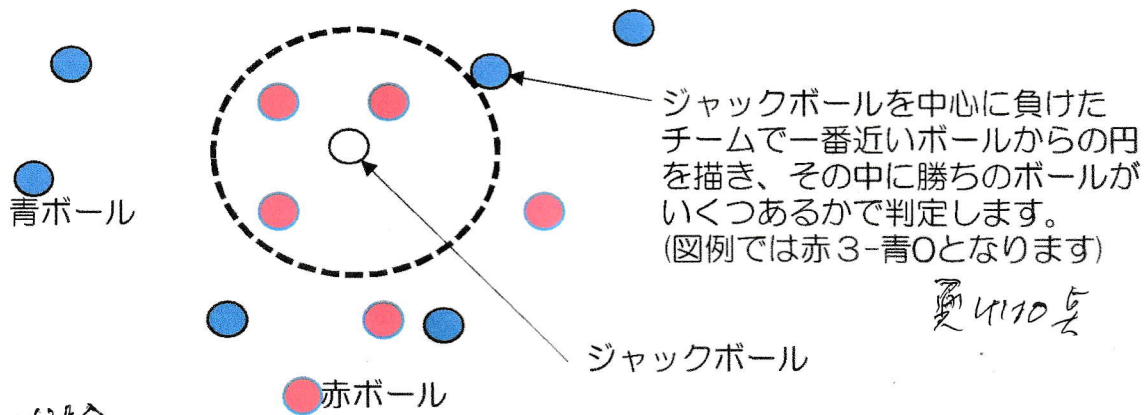 ジャックボールを中心に負けた
チームで一番近いボールからの円
を描き、その中に勝ちのボールが
いくつあるかで判定します。
(図例では赤3-青0となります)
青ボール
ジャックボール
赤ボール